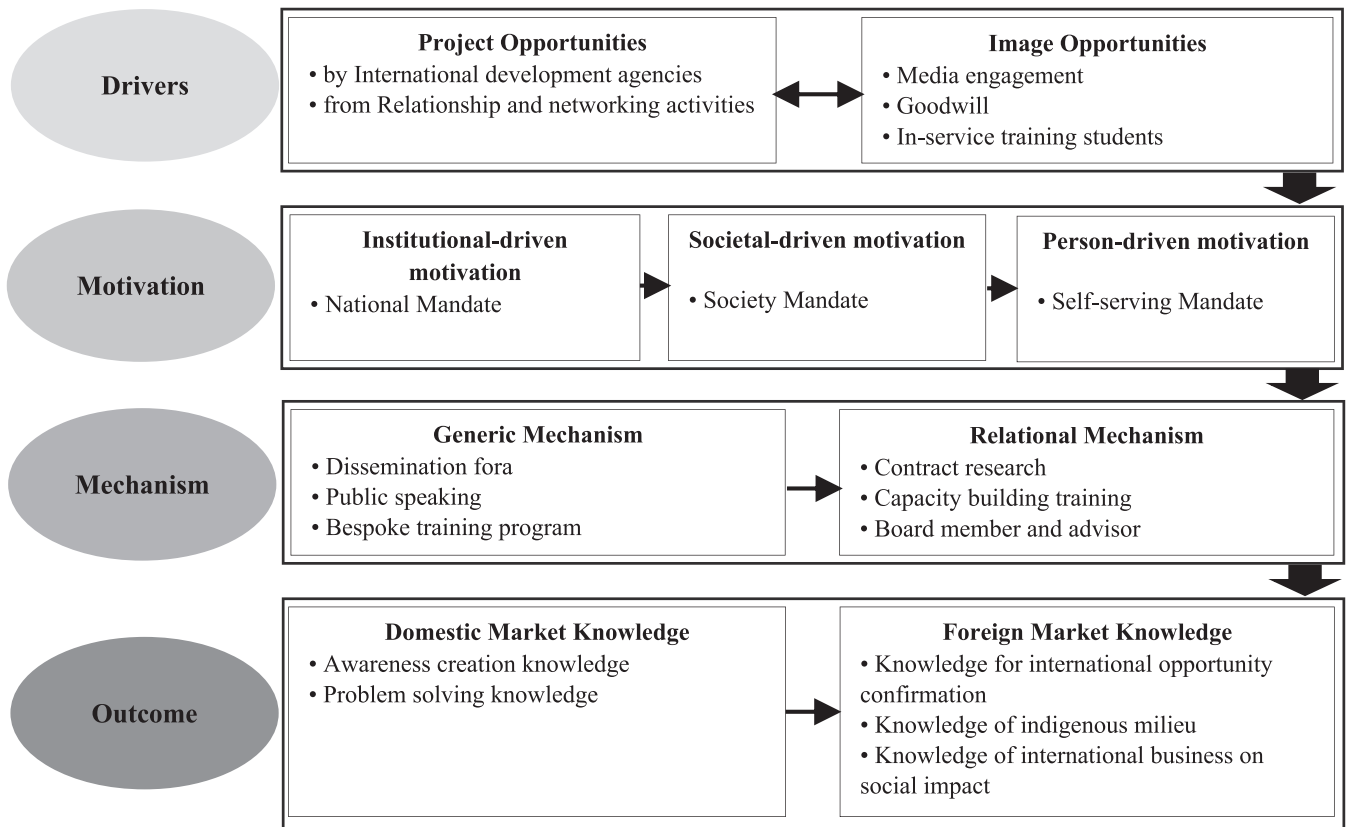 Drivers
Project Opportunities
• by International development agencies
• from Relationship and networking activities
Image Opportunities
• Media engagement
• Goodwill
• In-service training students
Motivation
Institutional-driven
motivation
• National Mandate
Societal-driven motivation
• Society Mandate
Person-driven motivation
• Self-serving Mandate
Mechanism
Generic Mechanism
• Dissemination fora
• Public speaking
• Bespoke training program
Relational Mechanism
• Contract research
• Capacity building training
• Board member and advisor
Outcome
Domestic Market Knowledge
• Awareness creation knowledge
• Problem solving knowledge
Foreign Market Knowledge
• Knowledge for international opportunity
confirmation
• Knowledge of indigenous milieu
• Knowledge of international business on
social impact